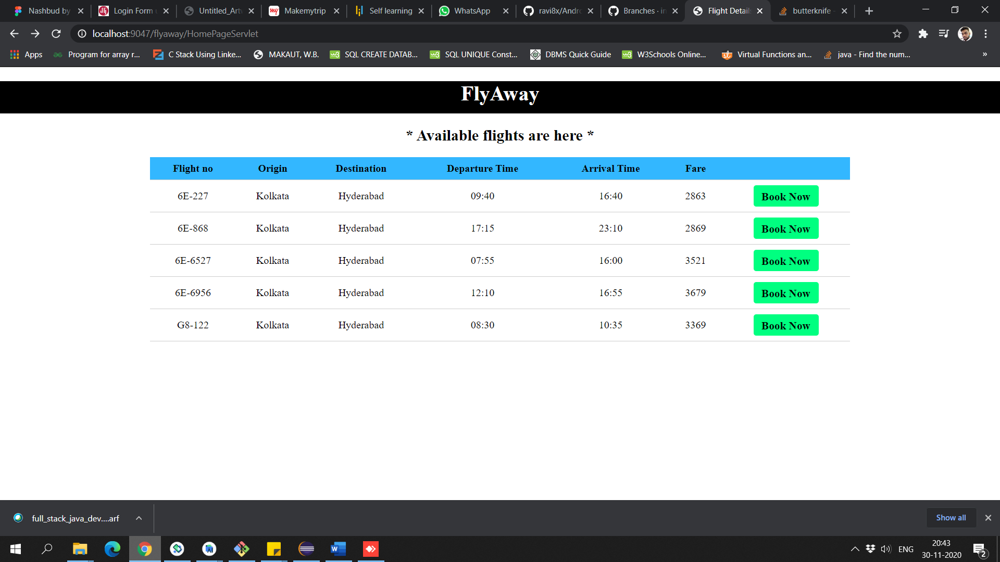 Nashbud by
Login Form
Untitled_Art
Makemytrip
Self learning
WhatsApp
ravi8x/Andro
Branches · in
Flight Details
butterknife -
localhost:9047/flyaway/HomePageServlet
Apps
Program for array r...
C Stack Using Linke...
MAKAUT, W.B.
SQL CREATE DATAB...
SQL UNIQUE Const...
DBMS Quick Guide
W3Schools Online...
Virtual Functions an...
java - Find the num...
»
FlyAway
* Available flights are here *
Flight no Origin Destination Departure Time Arrival Time Fare
6E-227 Kolkata Hyderabad 09:40 16:40 2863 Book Now
6E-868 Kolkata Hyderabad 17:15 23:10 2869 Book Now
6E-6527 Kolkata Hyderabad 07:55 16:00 3521 Book Now
6E-6956 Kolkata Hyderabad 12:10 16:55 3679 Book Now
G8-122 Kolkata Hyderabad 08:30 10:35 3369 Book Now
full_stack_java_dev....arf
Show all
ENG
20:43
30-11-2020
2